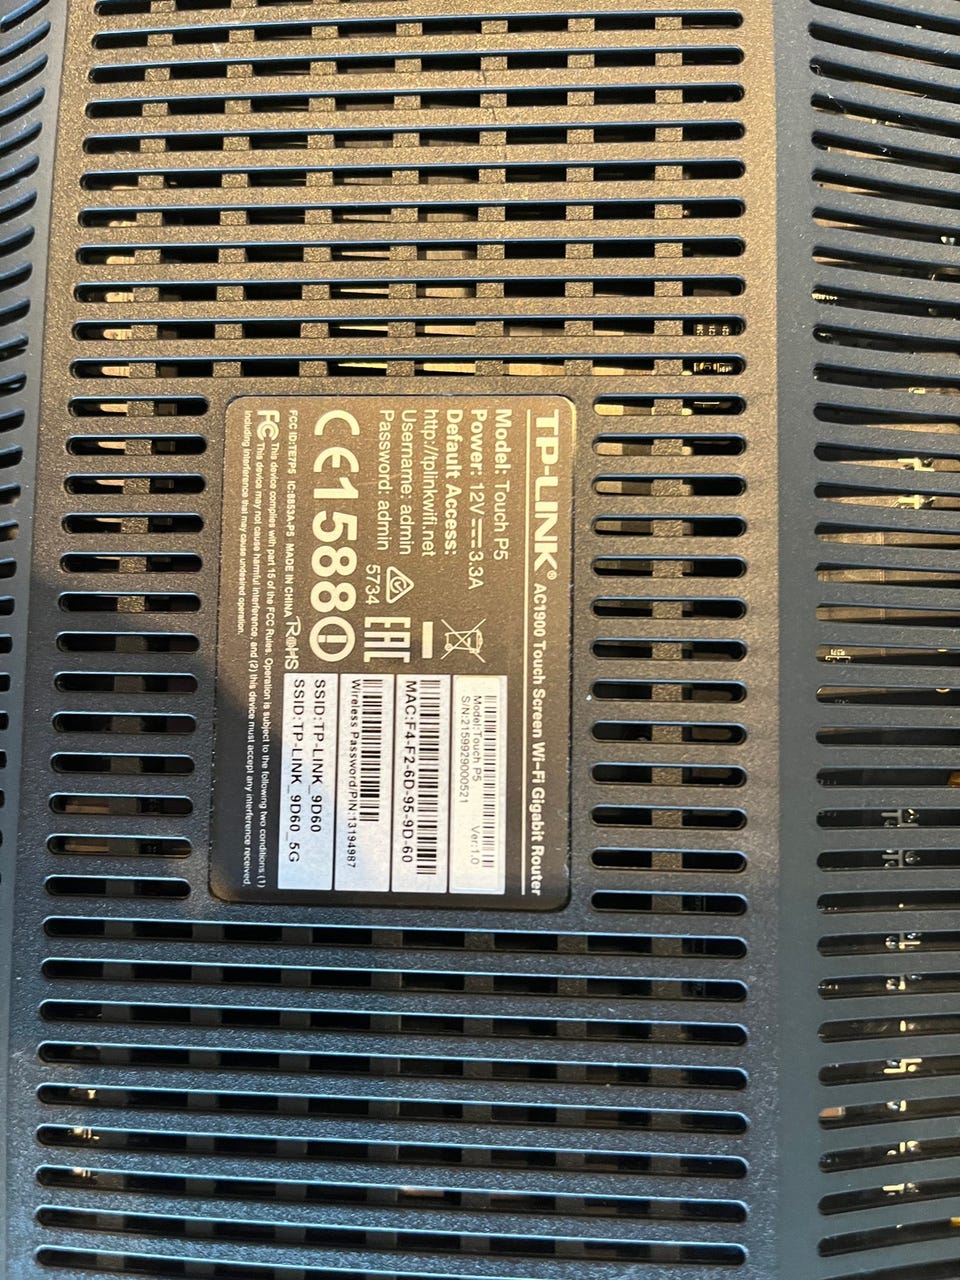 TP-LINK® AC1900 Touch Screen Wi-Fi Gigabit Router
Model: Touch P5
Power: 12V⎓3.3A
Default Access:
http://tplinkwifi.net
Username: admin
Password: admin
5734
EAC
CE1588
FCC ID:TE7P5 IC:8853A-P5 MADE IN CHINA RoHS
FC This device complies with part 15 of the FCC Rules. Operation is subject to the following two conditions: (1)
This device may not cause harmful interference, and (2) this device must accept any interference received,
including interference that may cause undesired operation.
Model:Touch P5 Ver:1.0
S/N:2159929000521
MAC:F4-F2-6D-95-9D-60
Wireless Password/PIN:13194987
SSID:TP-LINK_9D60
SSID:TP-LINK_9D60_5G